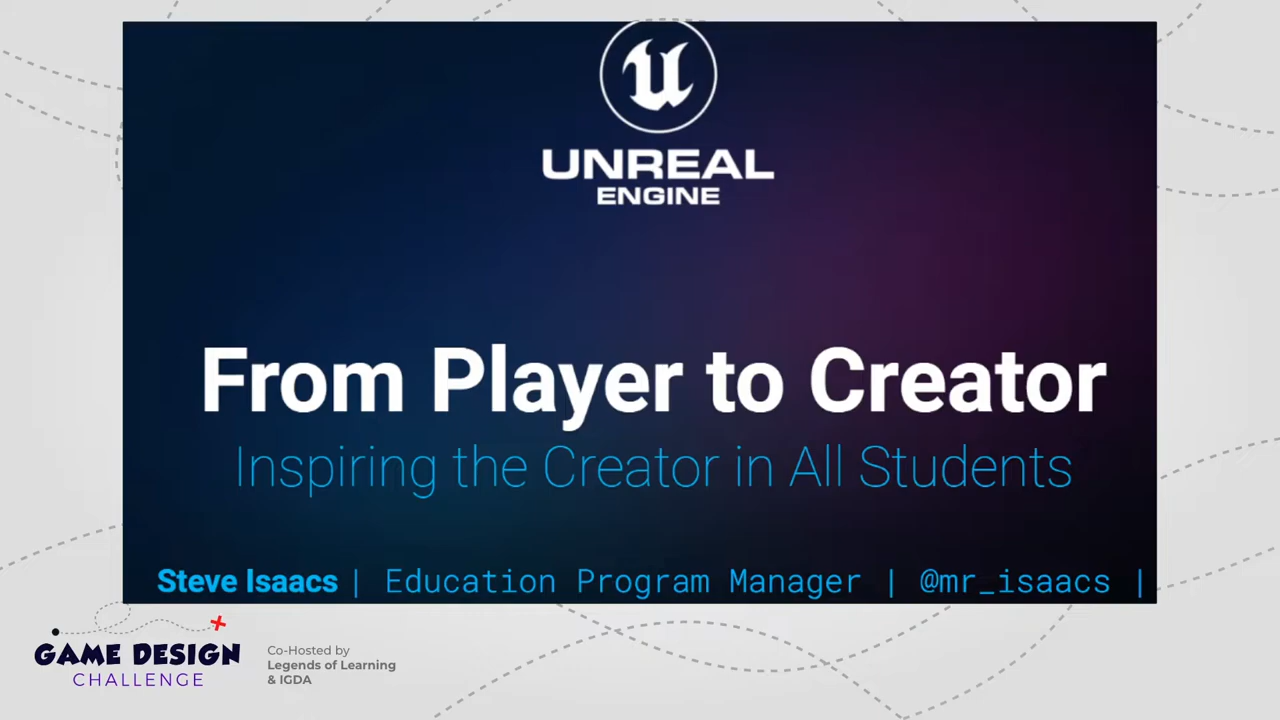 UNREAL
ENGINE
From Player to Creator
Inspiring the Creator in All Students
Steve Isaacs | Education Program Manager | @mr_isaacs |
GAME DESIGN
CHALLENGE
Co-Hosted by
Legends of Learning
& IGDA